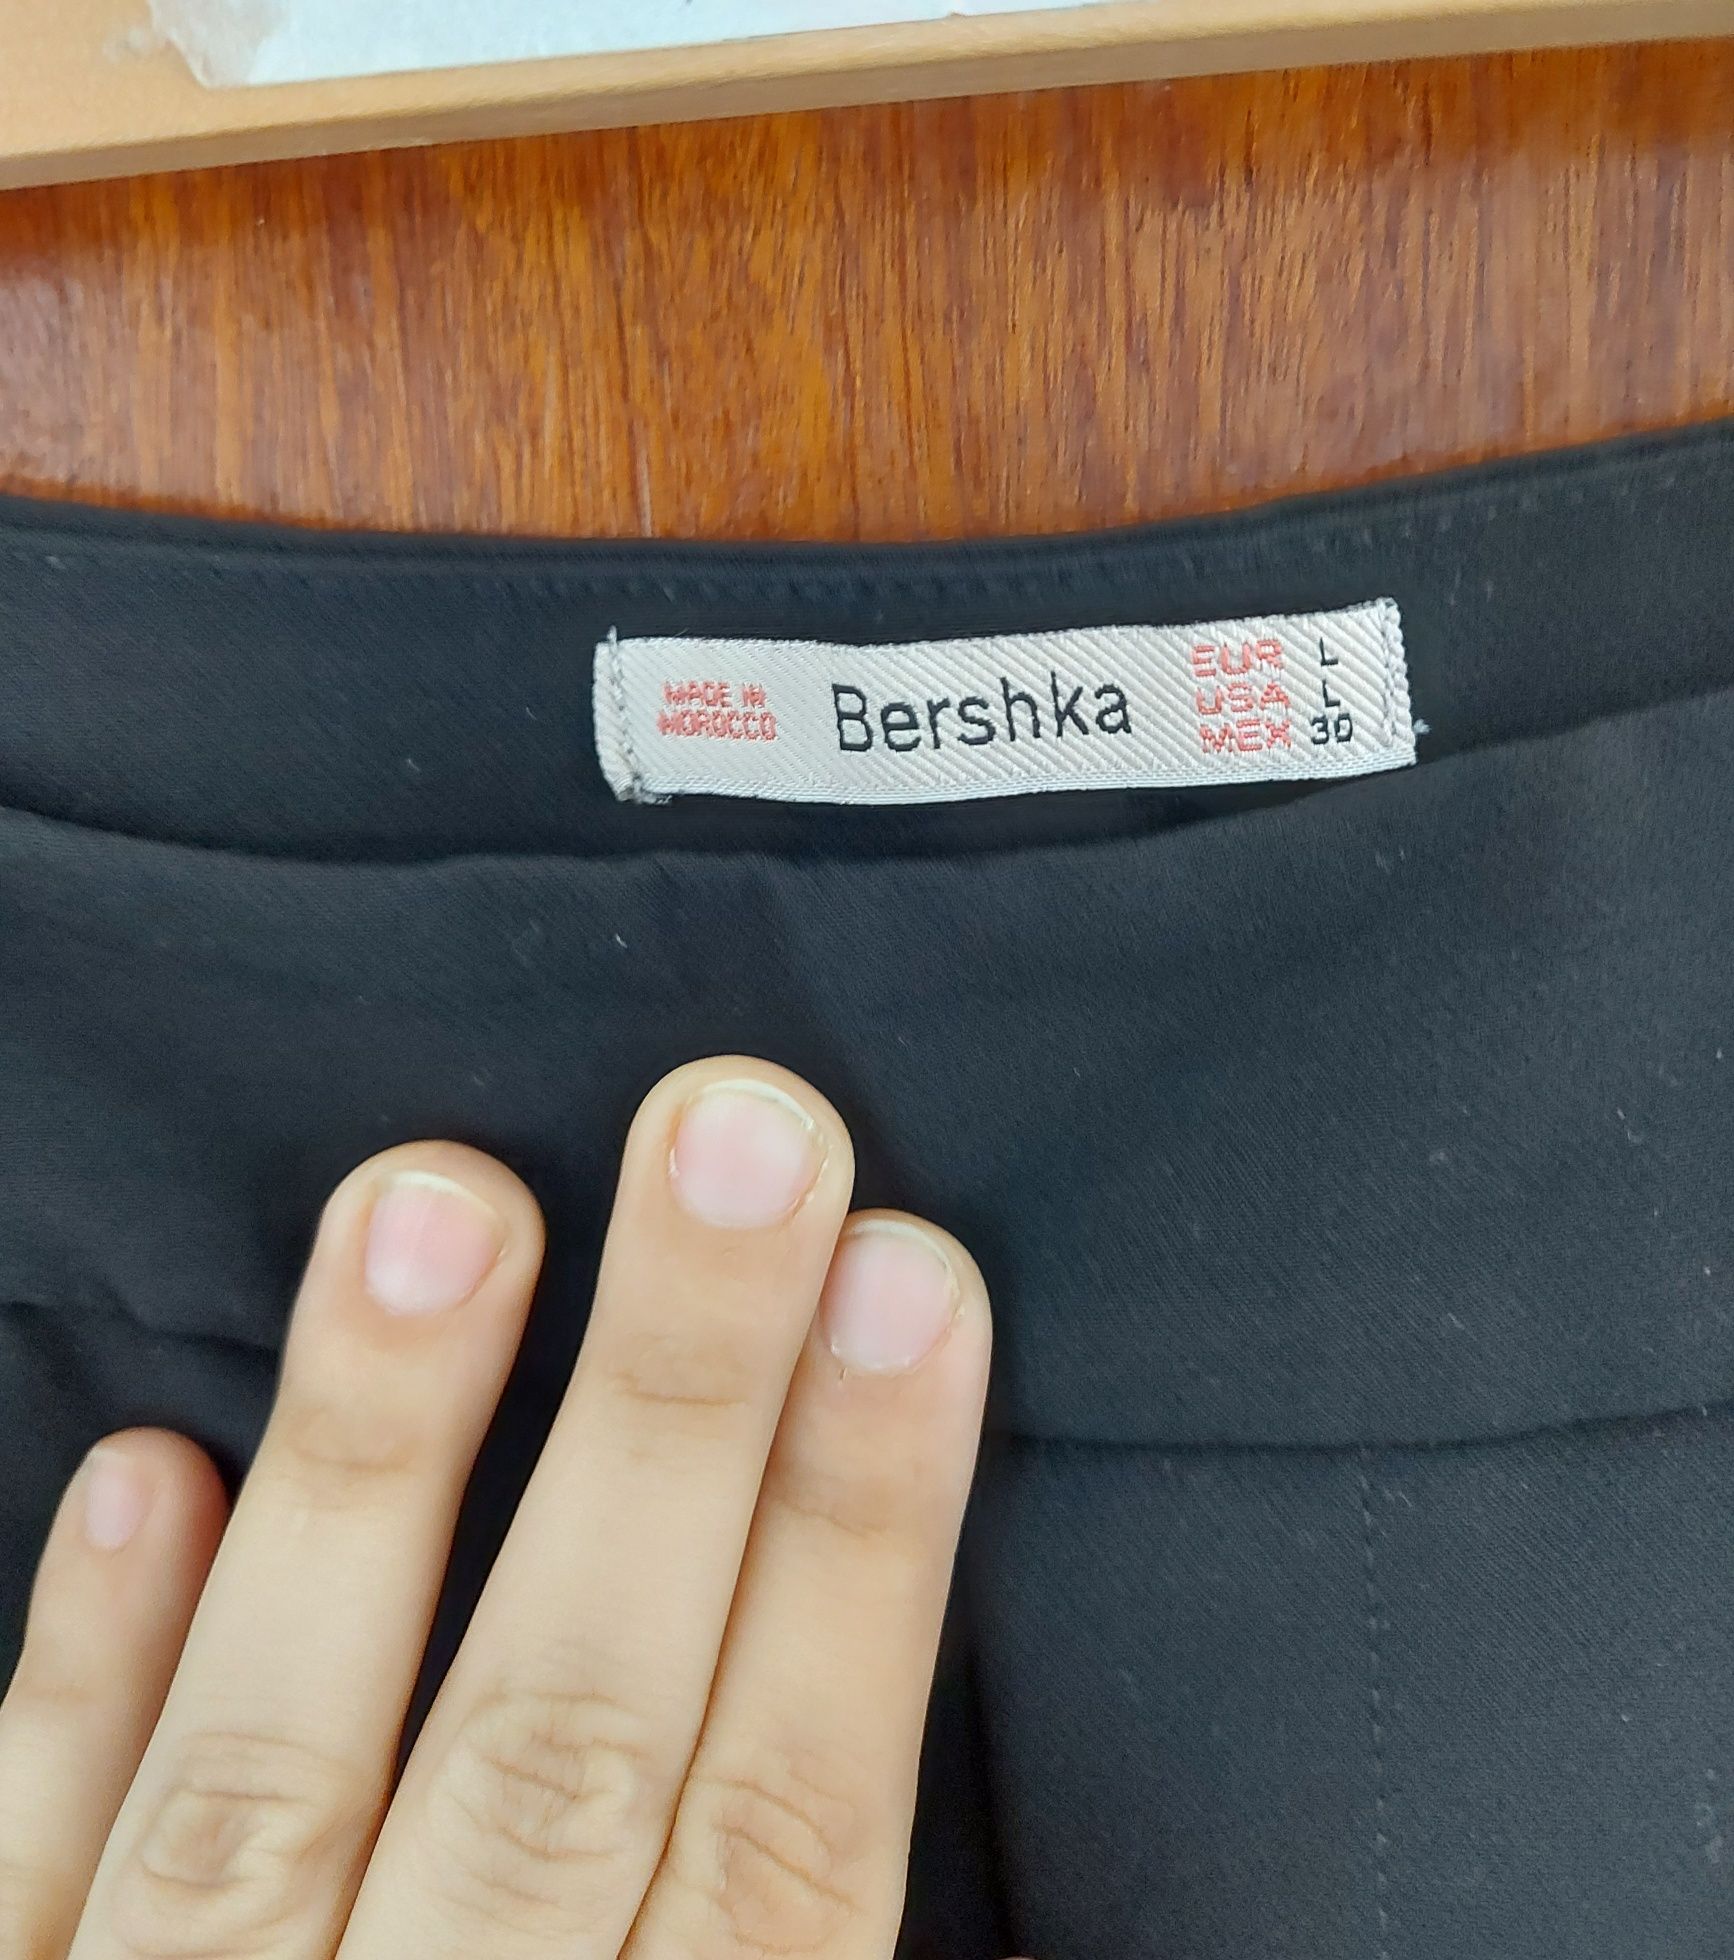 MADE IN
MOROCCO
Bershka
EUR L
USA L
MEX 30